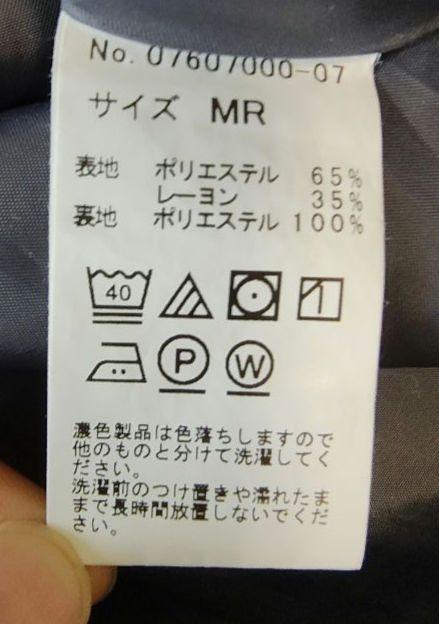 No. 07607000-07
サイズ MR
表地 ポリエステル 65%
レーヨン 35%
裏地 ポリエステル 100%
40
P W
濃色製品は色落ちしますので
他のものと分けて洗濯してく
ださい。
洗濯前のつけ置きや濡れたま
まで長時間放置しないでくだ
さい。